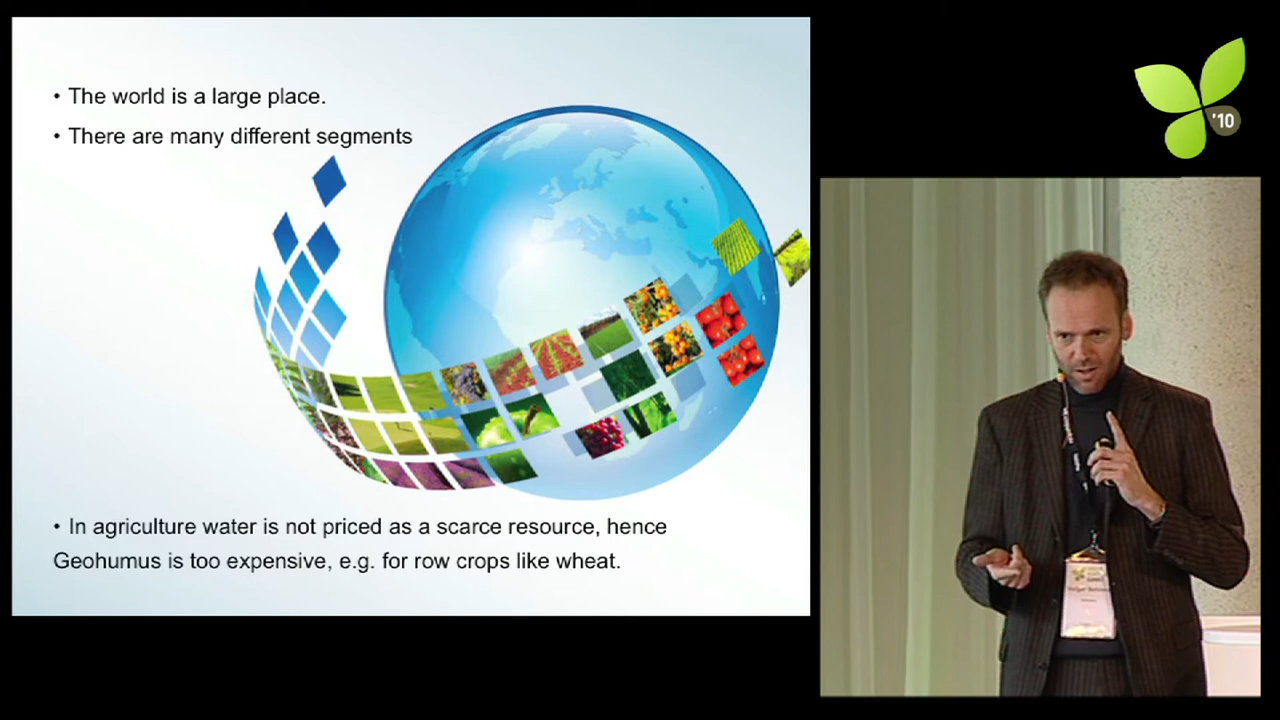 • The world is a large place.
• There are many different segments
• In agriculture water is not priced as a scarce resource, hence
Geohumus is too expensive, e.g. for row crops like wheat.
'10